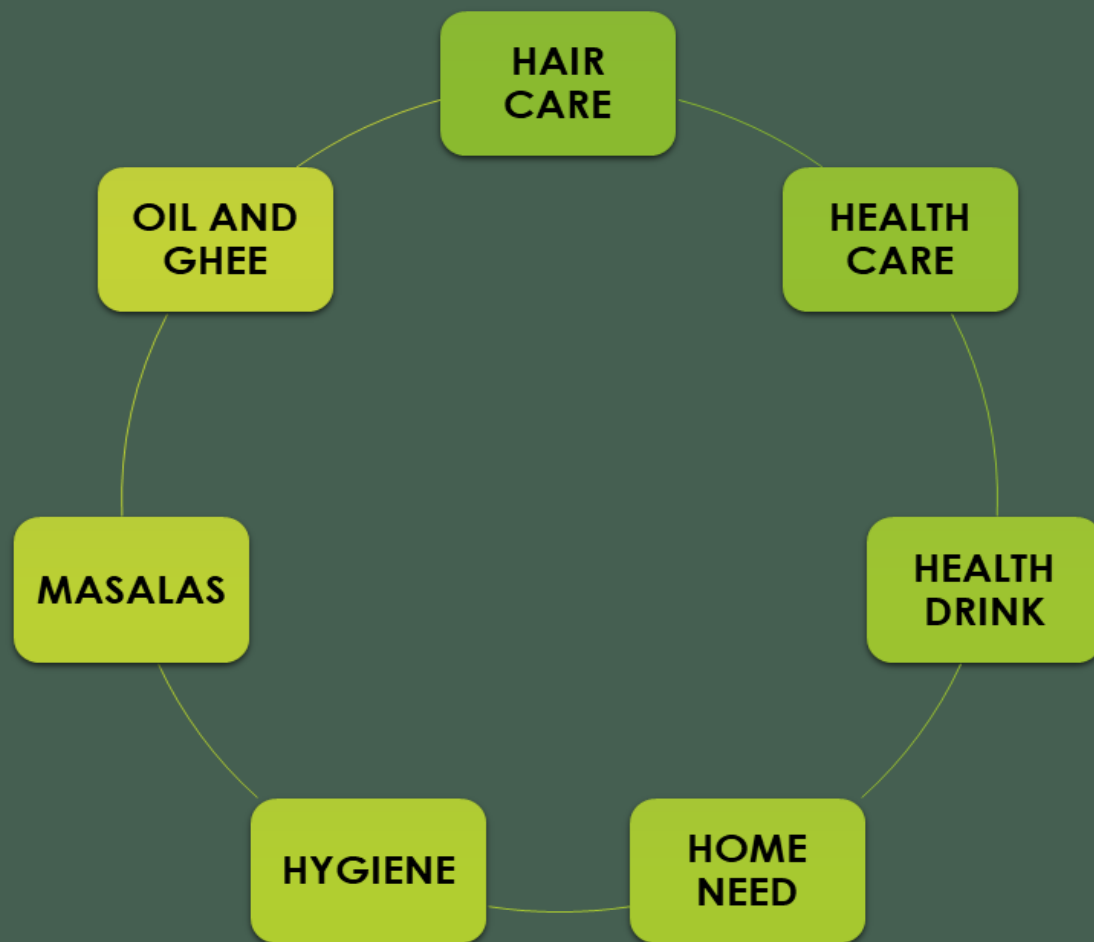 HAIR
CARE
HEALTH
CARE
HEALTH
DRINK
HOME
NEED
HYGIENE
MASALAS
OIL AND
GHEE